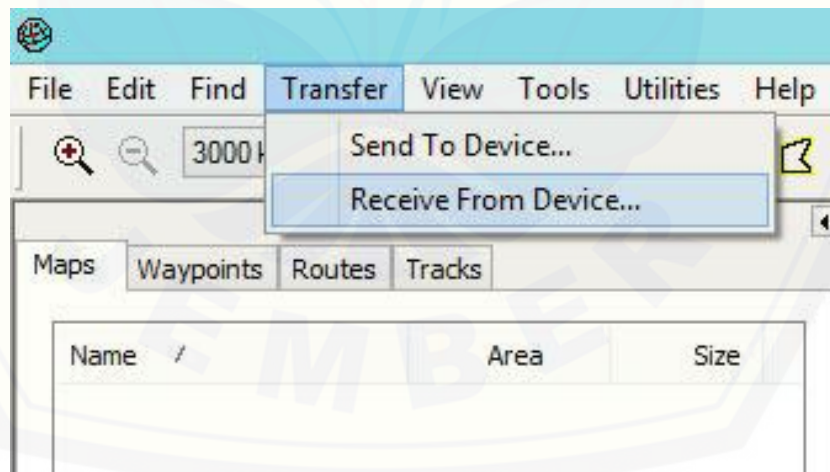 File Edit Find Transfer View Tools Utilities Help
3000 k
Send To Device...
Receive From Device...
Maps Waypoints Routes Tracks
Name / Area Size
EMBER